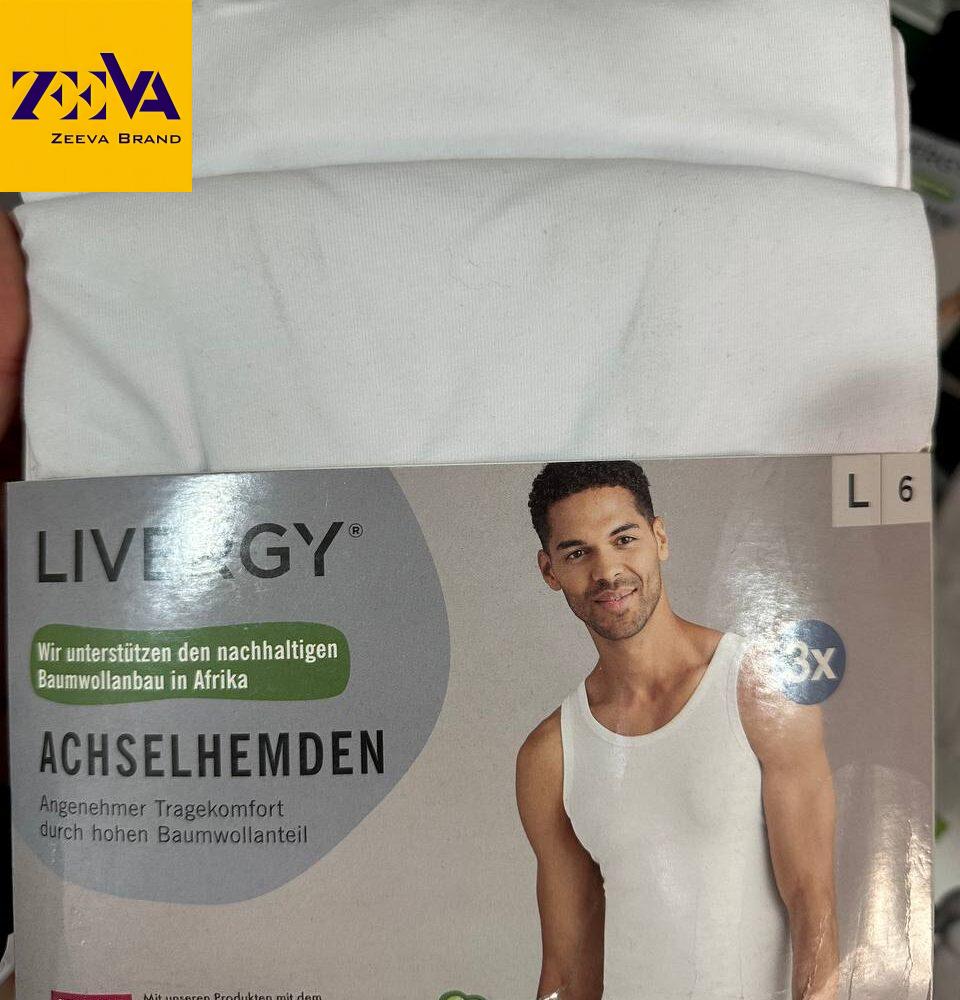 ZEEVA
ZEEVA BRAND
L 6
LIVERGY®
Wir unterstützen den nachhaltigen
Baumwollanbau in Afrika
3x
ACHSELHEMDEN
Angenehmer Tragekomfort
durch hohen Baumwollanteil
Mit unseren Produkten mit dem